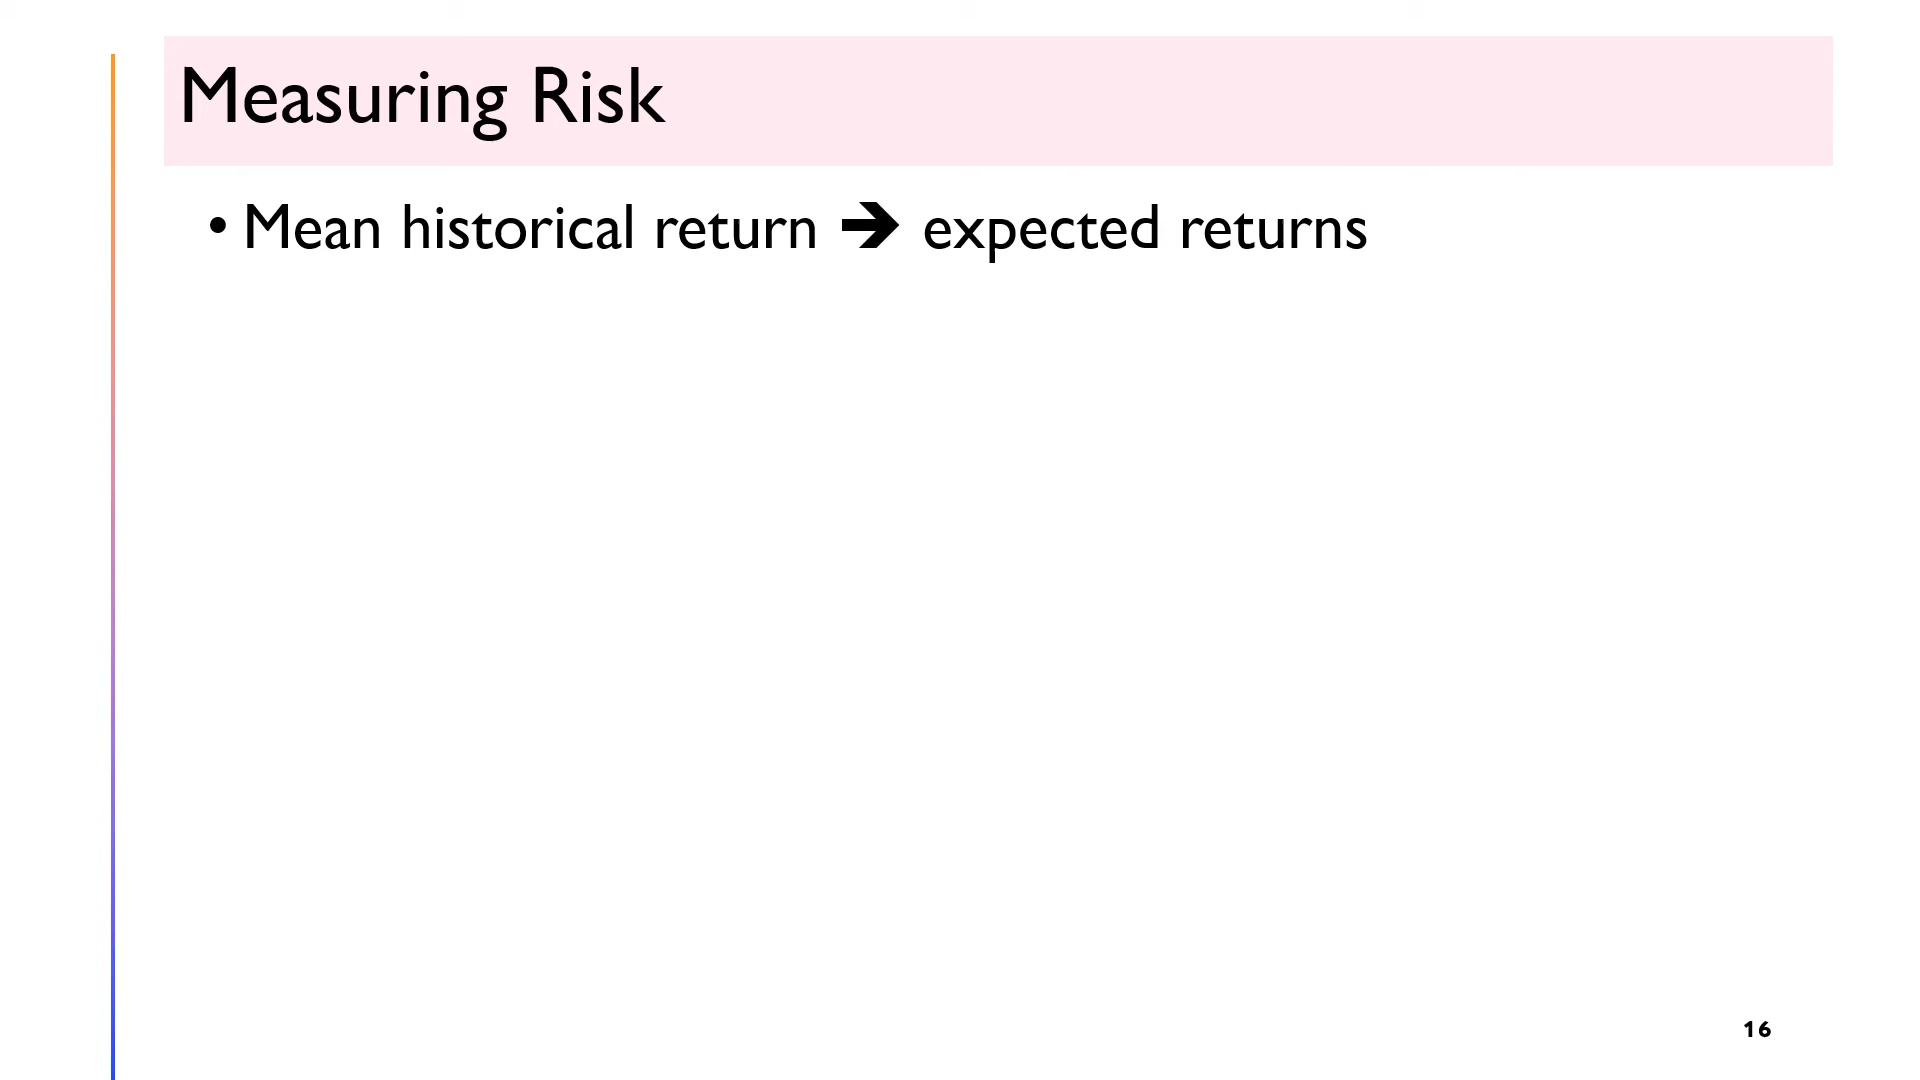 Measuring Risk
• Mean historical return ➔ expected returns
16